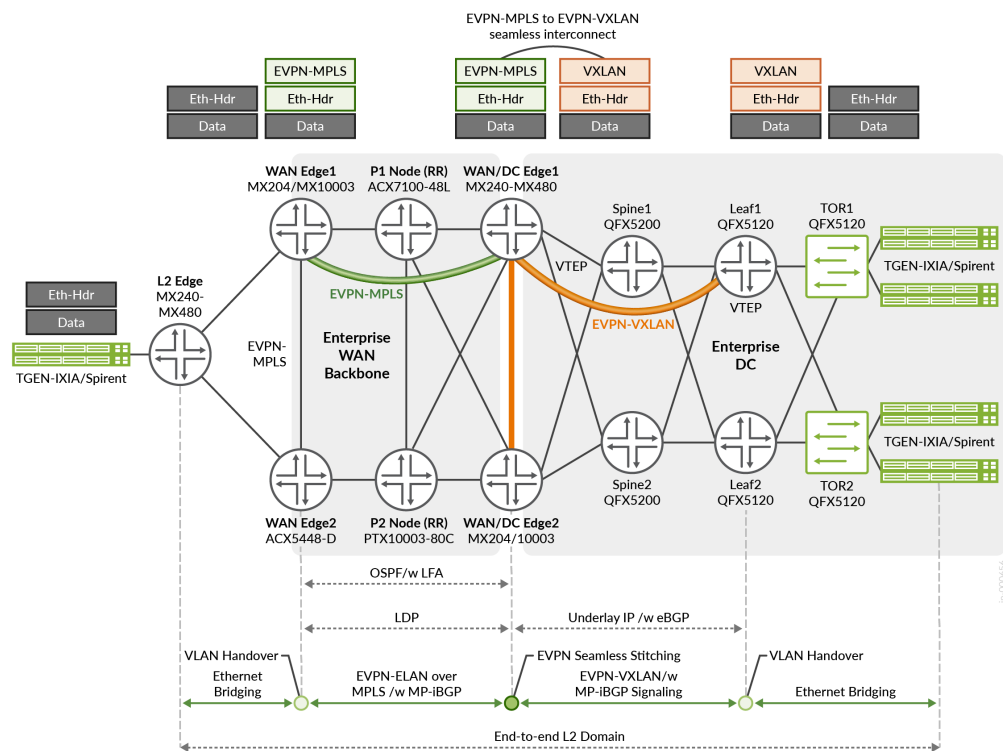 EVPN-MPLS to EVPN-VXLAN
seamless interconnect
EVPN-MPLS
EVPN-MPLS
VXLAN
VXLAN
Eth-Hdr
Eth-Hdr
Eth-Hdr
Eth-Hdr
Eth-Hdr
Eth-Hdr
Data
Data
Data
Data
Data
Data
WAN Edge1
MX204/MX10003
P1 Node (RR)
ACX7100-48L
WAN/DC Edge1
MX240-MX480
Spine1
QFX5200
Leaf1
QFX5120
TOR1
QFX5120
TGEN-IXIA/Spirent
VTEP
VTEP
EVPN-MPLS
EVPN-VXLAN
L2 Edge
MX240-
MX480
Eth-Hdr
Data
TGEN-IXIA/Spirent
EVPN-
MPLS
Enterprise
WAN
Backbone
Enterprise
DC
TGEN-IXIA/Spirent
WAN Edge2
ACX5448-D
P2 Node (RR)
PTX10003-80C
WAN/DC Edge2
MX204/10003
Spine2
QFX5200
Leaf2
QFX5120
TOR2
QFX5120
OSPF/w LFA
LDP
Underlay IP /w eBGP
VLAN Handover
EVPN Seamless Stitching
VLAN Handover
Ethernet
Bridging
EVPN-ELAN over
MPLS /w MP-iBGP
EVPN-VXLAN/w
MP-iBGP Signaling
Ethernet Bridging
End-to-end L2 Domain